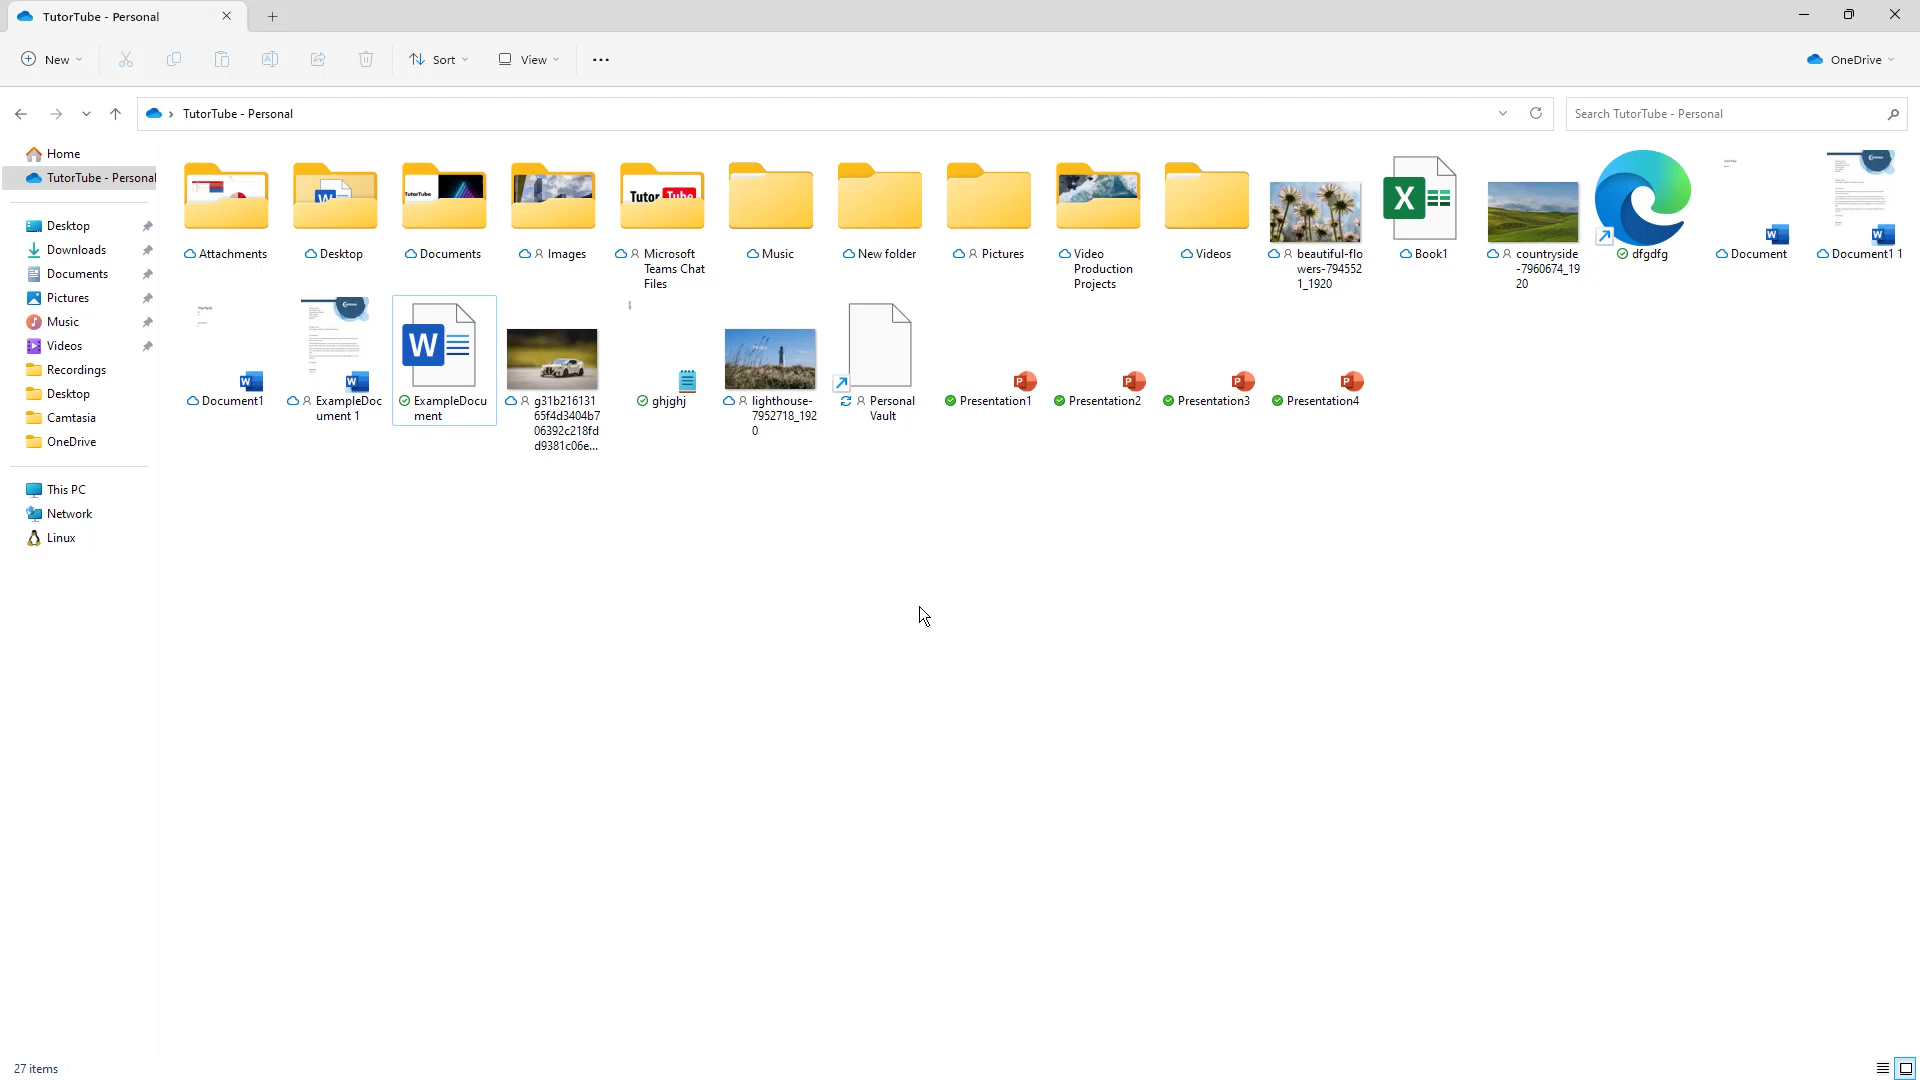 TutorTube - Personal
New
Sort
View
OneDrive
TutorTube - Personal
Search TutorTube - Personal
Home
TutorTube - Personal
Desktop
Downloads
Documents
Pictures
Music
Videos
Recordings
Desktop
Camtasia
OneDrive
This PC
Network
Linux
Tutor Tube
TutorTube
Attachments
Desktop
Documents
Images
Microsoft
Teams Chat
Files
Music
New folder
Pictures
Video
Production
Projects
Videos
beautiful-flo
wers-794552
1_1920
Book1
countryside
-7960674_19
20
dfgdfg
Document
Document1 1
Document1
ExampleDoc
ument 1
ExampleDocu
ment
g31b216131
65f4d3404b7
06392c218fd
d9381c06e...
ghjghj
lighthouse-
7952718_192
0
Personal
Vault
Presentation1
Presentation2
Presentation3
Presentation4
27 items